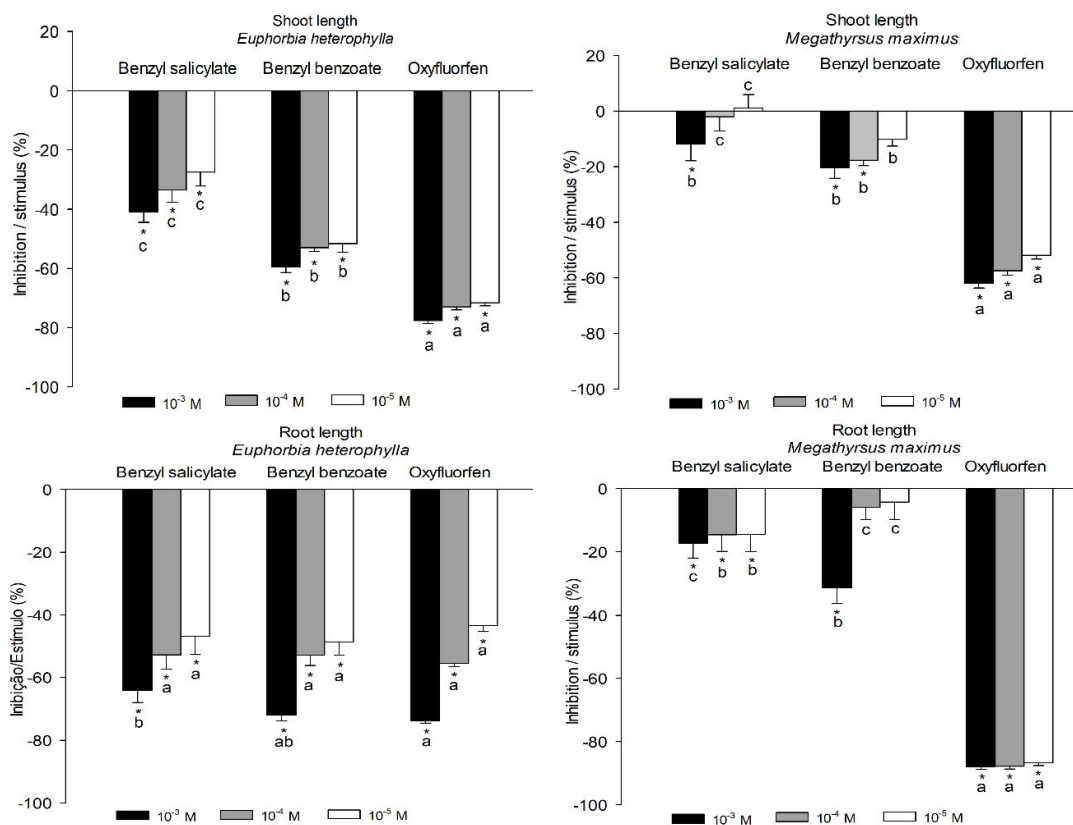 Shoot length
Euphorbia heterophylla
Benzyl salicylate Benzyl benzoate Oxyfluorfen
Inhibition / stimulus (%)
20
0
-20
-40
-60
-80
-100
* c
* c
* c
* b
* b
* b
* a
* a
* a
10⁻³ M 10⁻⁴ M 10⁻⁵ M
Shoot length
Megathyrsus maximus
Benzyl salicylate Benzyl benzoate Oxyfluorfen
Inhibition / stimulus (%)
20
0
-20
-40
-60
-80
-100
* b
c
c
* b
* b
b
* a
* a
* a
10⁻³ M 10⁻⁴ M 10⁻⁵ M
Root length
Euphorbia heterophylla
Benzyl salicylate Benzyl benzoate Oxyfluorfen
Inibição/Estímulo (%)
0
-20
-40
-60
-80
-100
* b
* a
* a
* ab
* a
* a
* a
* a
* a
10⁻³ M 10⁻⁴ M 10⁻⁵ M
Root length
Megathyrsus maximus
Benzyl salicylate Benzyl benzoate Oxyfluorfen
Inhibition / stimulus (%)
0
-20
-40
-60
-80
-100
* c
* b
* b
* b
c
c
* a
* a
* a
10⁻³ M 10⁻⁴ M 10⁻⁵ M